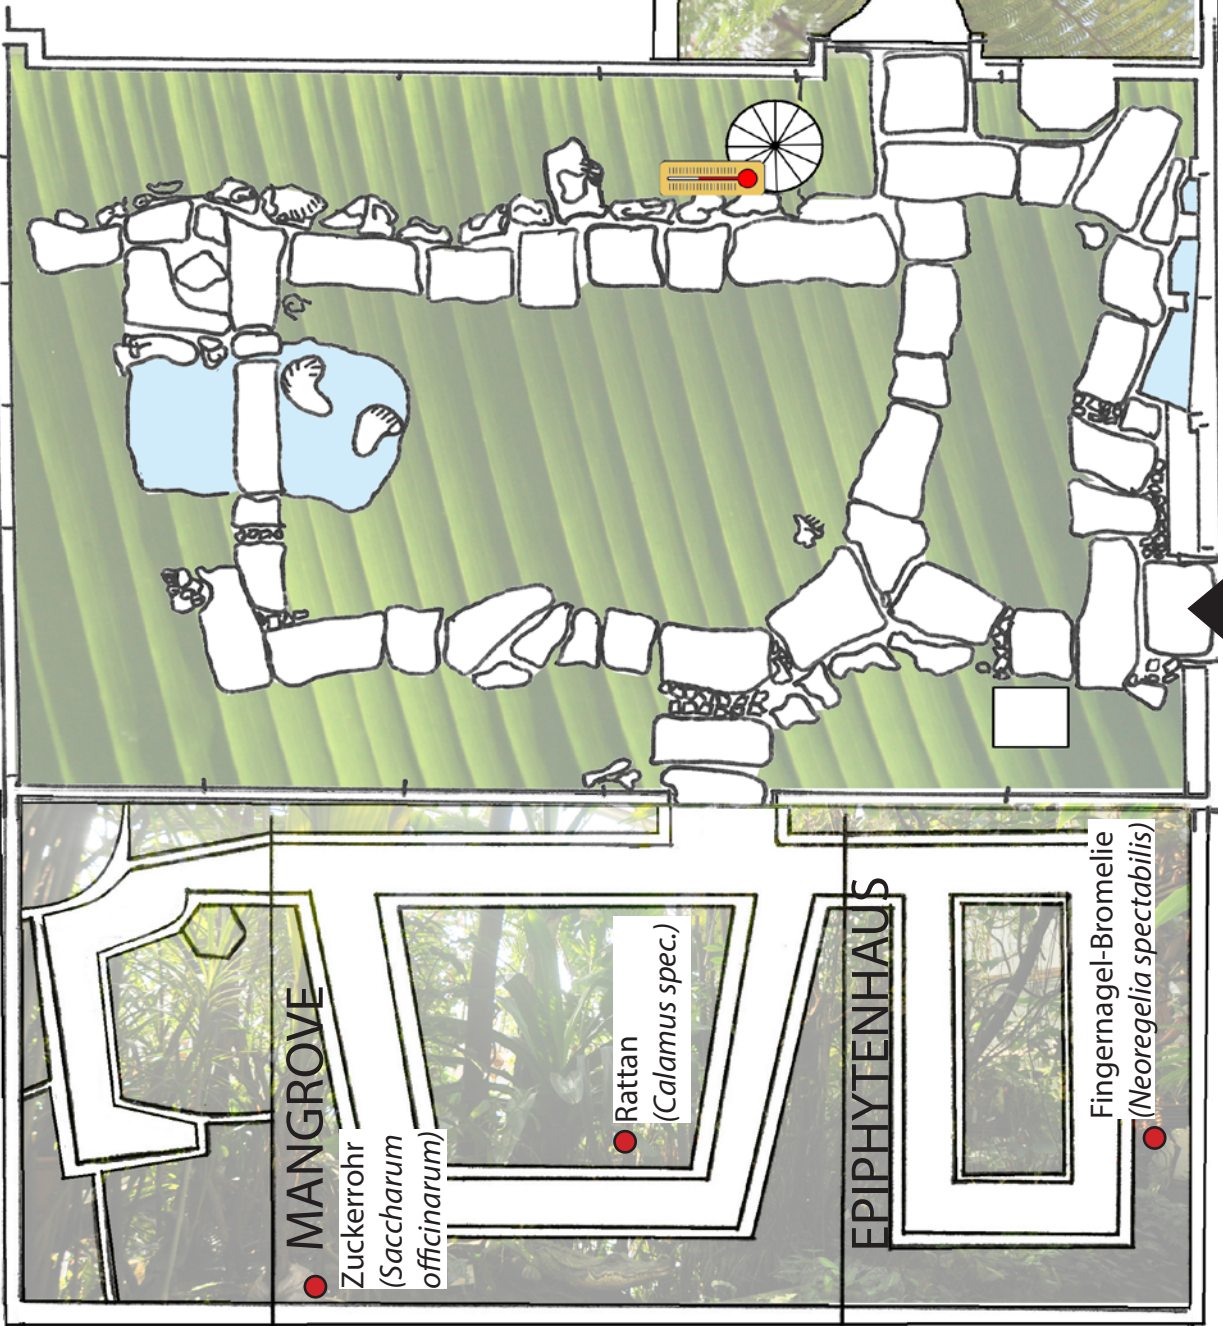 MANGROVE
Zuckerrohr
(Saccharum
officinarum)
Rattan
(Calamus spec.)
EPIPHYTENHAUS
Fingernagel-Bromelie
(Neoregelia spectabilis)